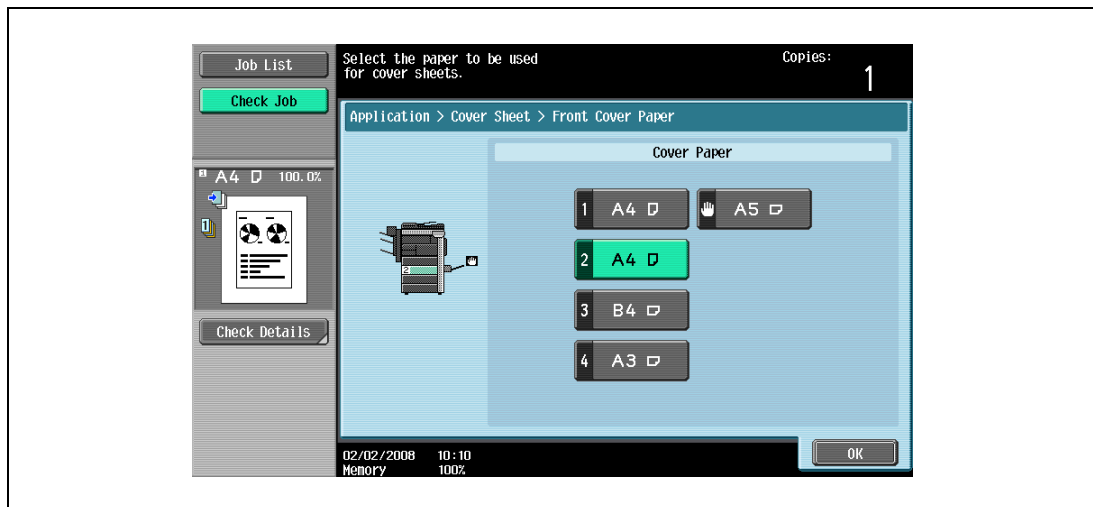 Job List
Check Job
Select the paper to be used
for cover sheets.
Copies:
1
Application > Cover Sheet > Front Cover Paper
Cover Paper
A4 100.0%
1
1 A4
A5
2 A4
3 B4
4 A3
2
Check Details
02/02/2008 10:10
Memory 100%
OK